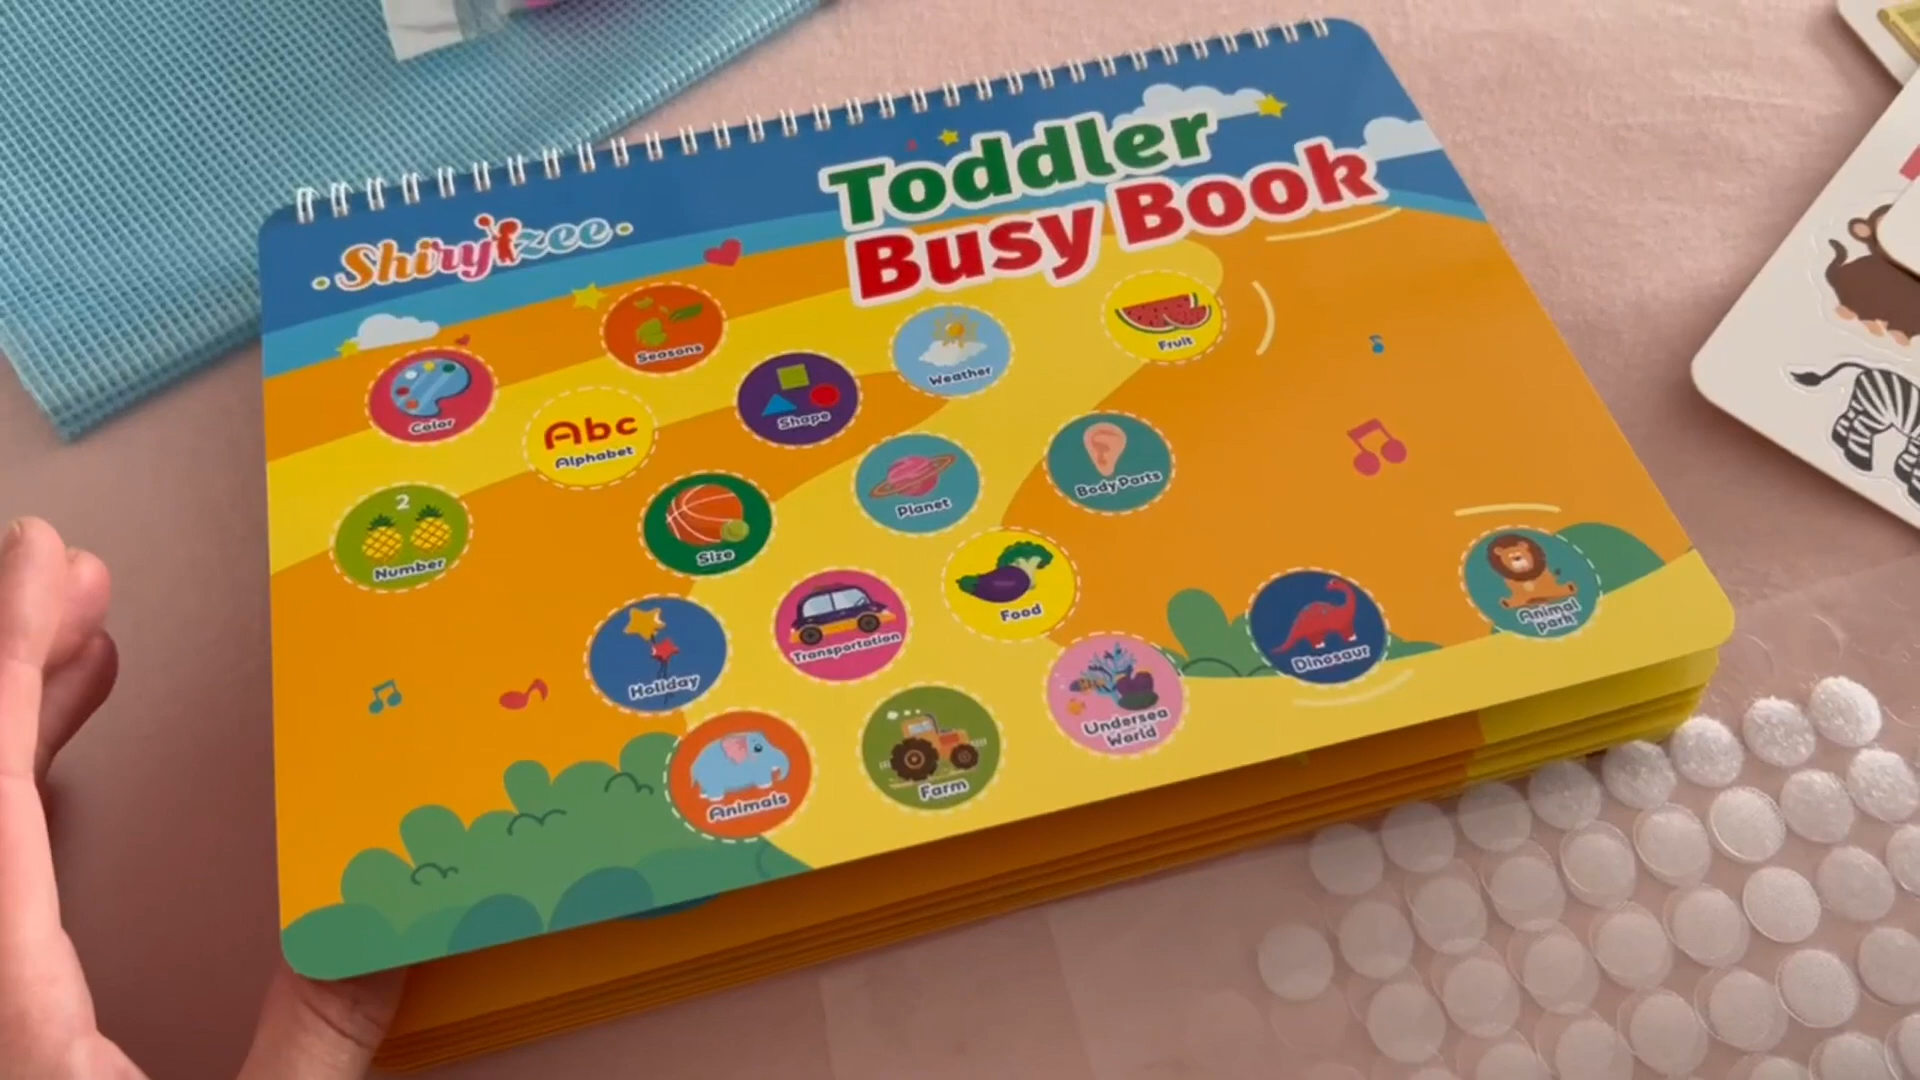 Shiryizee
Toddler
Busy Book
Seasons
Fruit
Weather
Color
Shape
Abc
Alphabet
Body Parts
Planet
2
Number
Size
Food
Transportation
Animal
park
Dinosaur
Holiday
Undersea
World
Farm
Animals